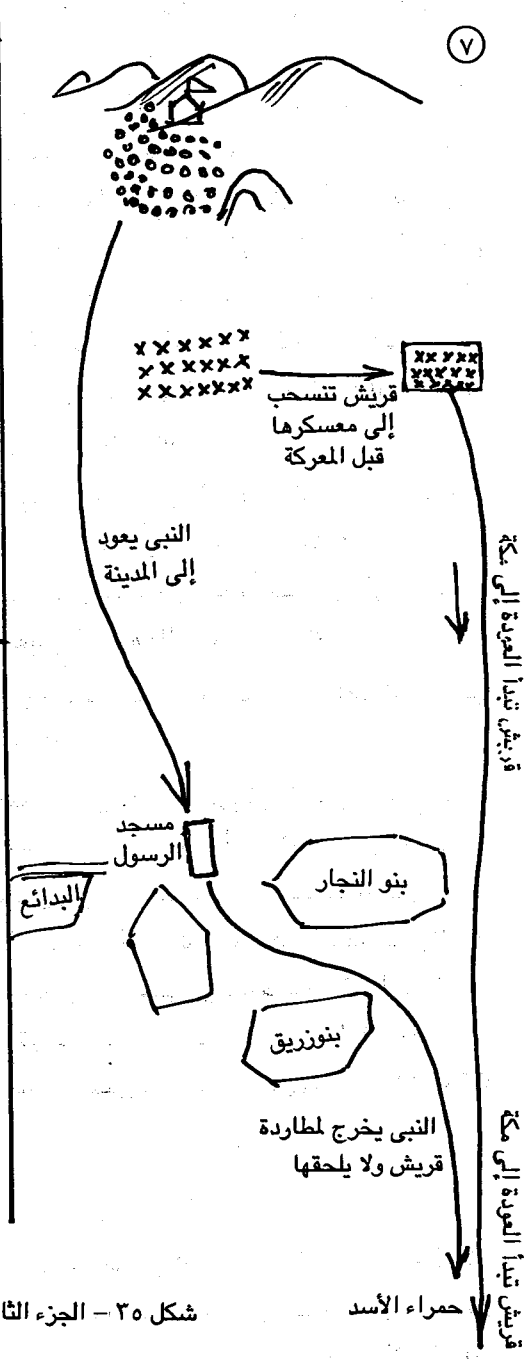 ٧
قريش تنسحب
إلى معسكرها
قبل المعركة
النبى يعود
إلى المدينة
قريش تبدأ العودة إلى مكة
مسجد
الرسول
البدائع
بنو النجار
بنوزريق
النبى يخرج لمطاردة
قريش ولا يلحقها
قريش تبدأ العودة إلى مكة
حمراء الأسد
شكل ٣٥ – الجزء الثا